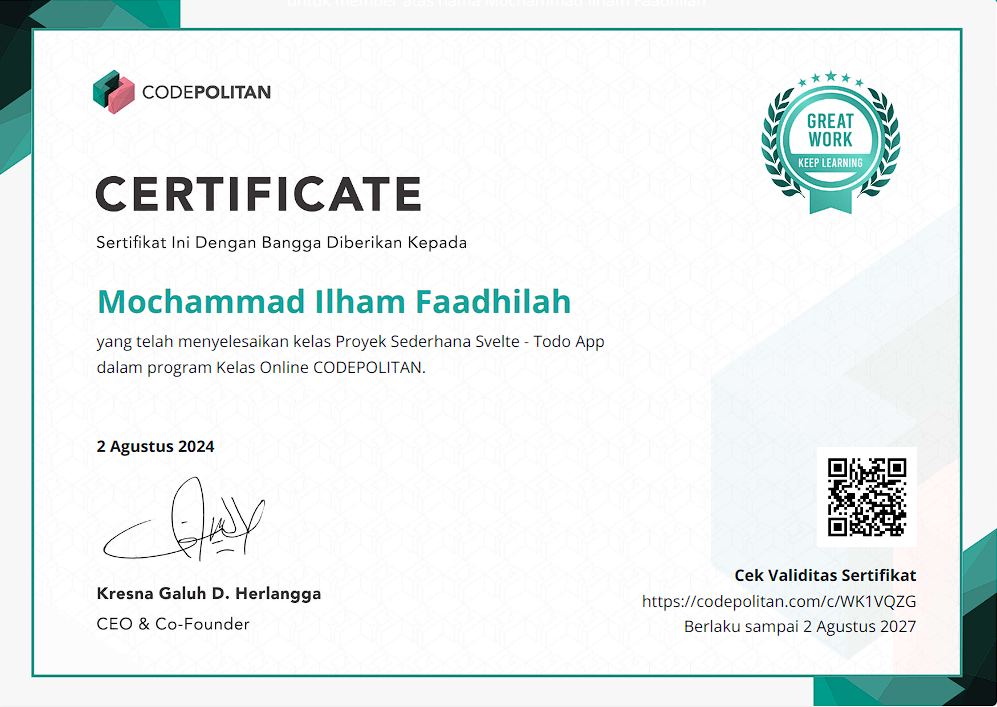 untuk member atas nama Mochammad Ilham Faadhilah
CODEPOLITAN
GREAT
WORK
KEEP LEARNING
CERTIFICATE
Sertifikat Ini Dengan Bangga Diberikan Kepada
Mochammad Ilham Faadhilah
yang telah menyelesaikan kelas Proyek Sederhana Svelte - Todo App
dalam program Kelas Online CODEPOLITAN.
2 Agustus 2024
Kresna Galuh D. Herlangga
CEO & Co-Founder
Cek Validitas Sertifikat
https://codepolitan.com/c/WK1VQZG
Berlaku sampai 2 Agustus 2027